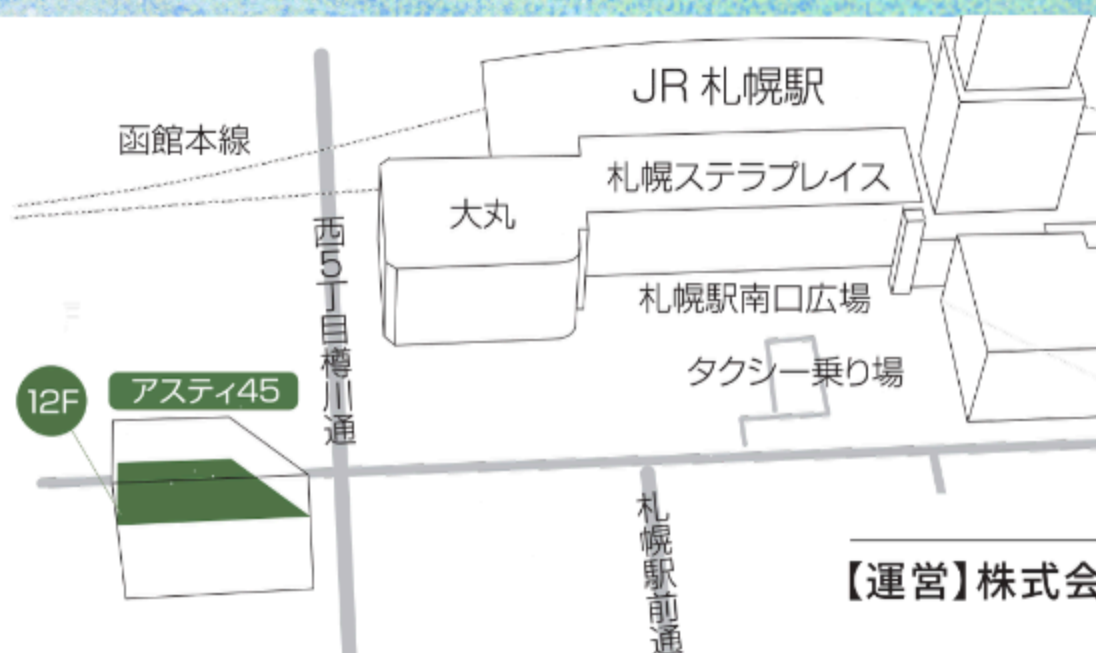 JR 札幌駅
函館本線
札幌ステラプレイス
大丸
西5丁目樽川通
札幌駅南口広場
タクシー乗り場
12F
アスティ45
札幌駅前通
【運営】株式会